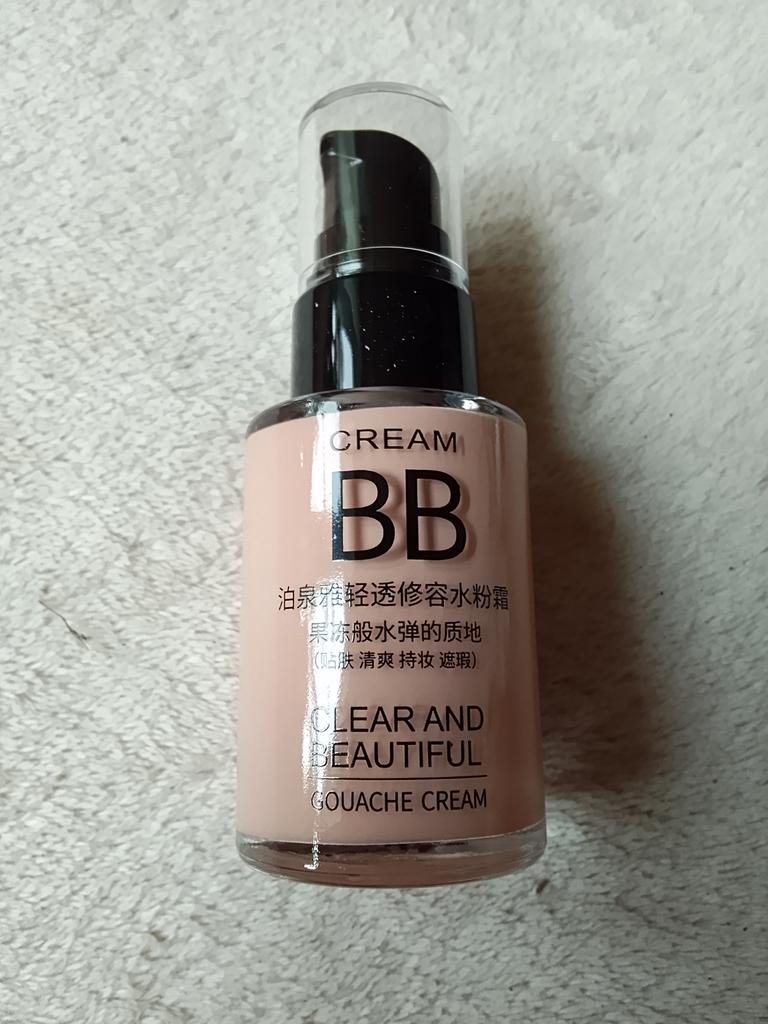 CREAM
BB
泊泉雅轻透修容水粉霜
果冻般水弹的质地
(贴肤 清爽 持妆 遮瑕)
CLEAR AND
BEAUTIFUL
GOUACHE CREAM